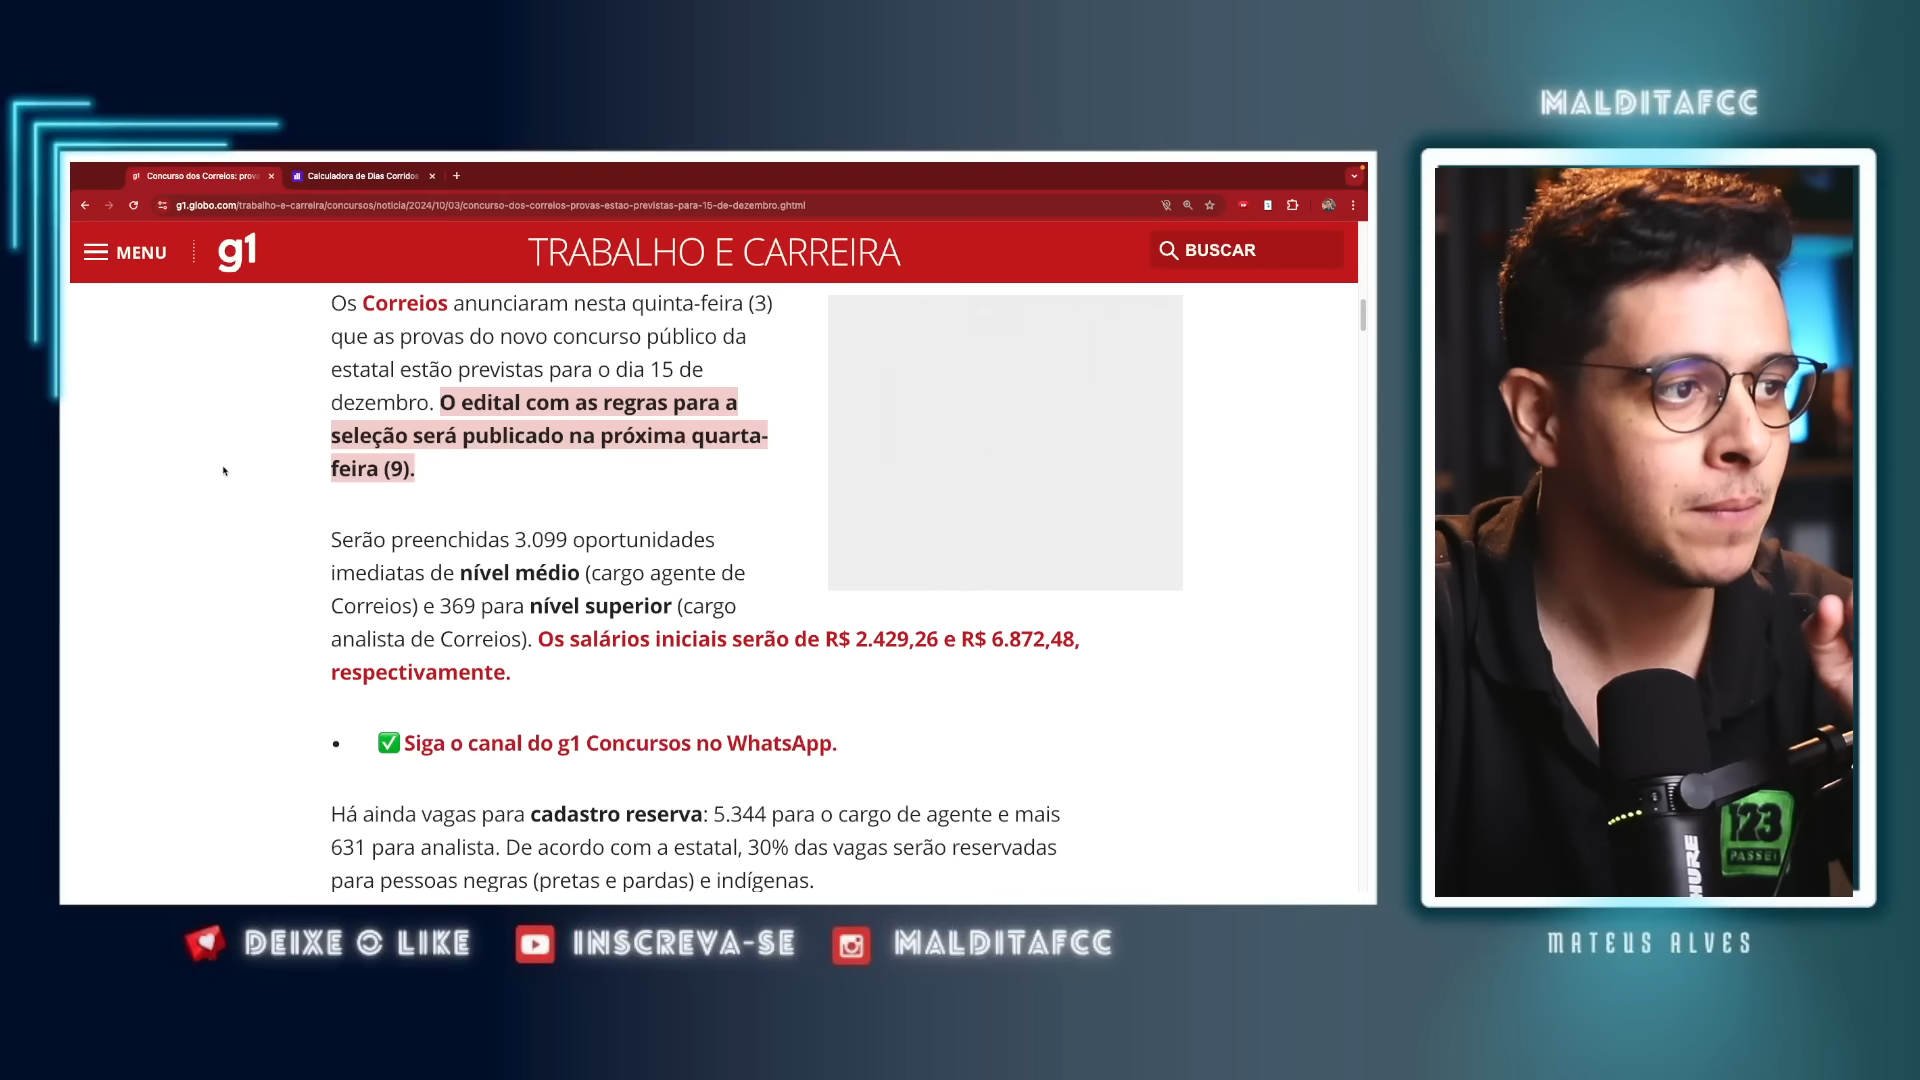 MALDITAFCC
g1 Concurso dos Correios: prova
Calculadora de Dias Corridos
g1.globo.com/trabalho-e-carreira/concursos/noticia/2024/10/03/concurso-dos-correios-provas-estao-previstas-para-15-de-dezembro.ghtml
MENU
g1
TRABALHO E CARREIRA
BUSCAR
Os Correios anunciaram nesta quinta-feira (3)
que as provas do novo concurso público da
estatal estão previstas para o dia 15 de
dezembro. O edital com as regras para a
seleção será publicado na próxima quarta-
feira (9).
Serão preenchidas 3.099 oportunidades
imediatas de nível médio (cargo agente de
Correios) e 369 para nível superior (cargo
analista de Correios). Os salários iniciais serão de R$ 2.429,26 e R$ 6.872,48,
respectivamente.
• ✅ Siga o canal do g1 Concursos no WhatsApp.
Há ainda vagas para cadastro reserva: 5.344 para o cargo de agente e mais
631 para analista. De acordo com a estatal, 30% das vagas serão reservadas
para pessoas negras (pretas e pardas) e indígenas.
123
PASSEI
HURE
DEIXE O LIKE
INSCREVA-SE
MALDITAFCC
MATEUS ALVES